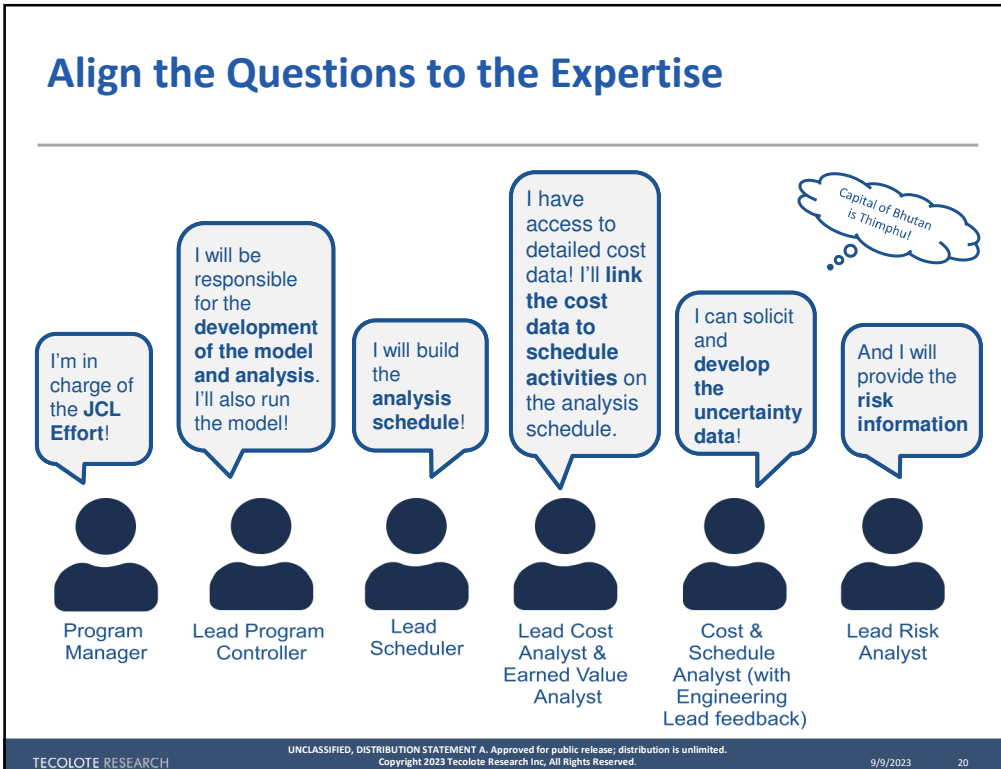 Align the Questions to the Expertise
I'm in
charge of
the JCL
Effort!
I will be
responsible
for the
development
of the model
and analysis.
I'll also run
the model!
I will build
the
analysis
schedule!
I have
access to
detailed cost
data! I'll link
the cost
data to
schedule
activities on
the analysis
schedule.
I can solicit
and
develop
the
uncertainty
data!
And I will
provide the
risk
information
Capital of Bhutan
is Thimphu!
Program
Manager
Lead Program
Controller
Lead
Scheduler
Lead Cost
Analyst &
Earned Value
Analyst
Cost &
Schedule
Analyst (with
Engineering
Lead feedback)
Lead Risk
Analyst
TECOLOTE RESEARCH
UNCLASSIFIED, DISTRIBUTION STATEMENT A. Approved for public release; distribution is unlimited.
Copyright 2023 Tecolote Research Inc, All Rights Reserved.
9/9/2023 20